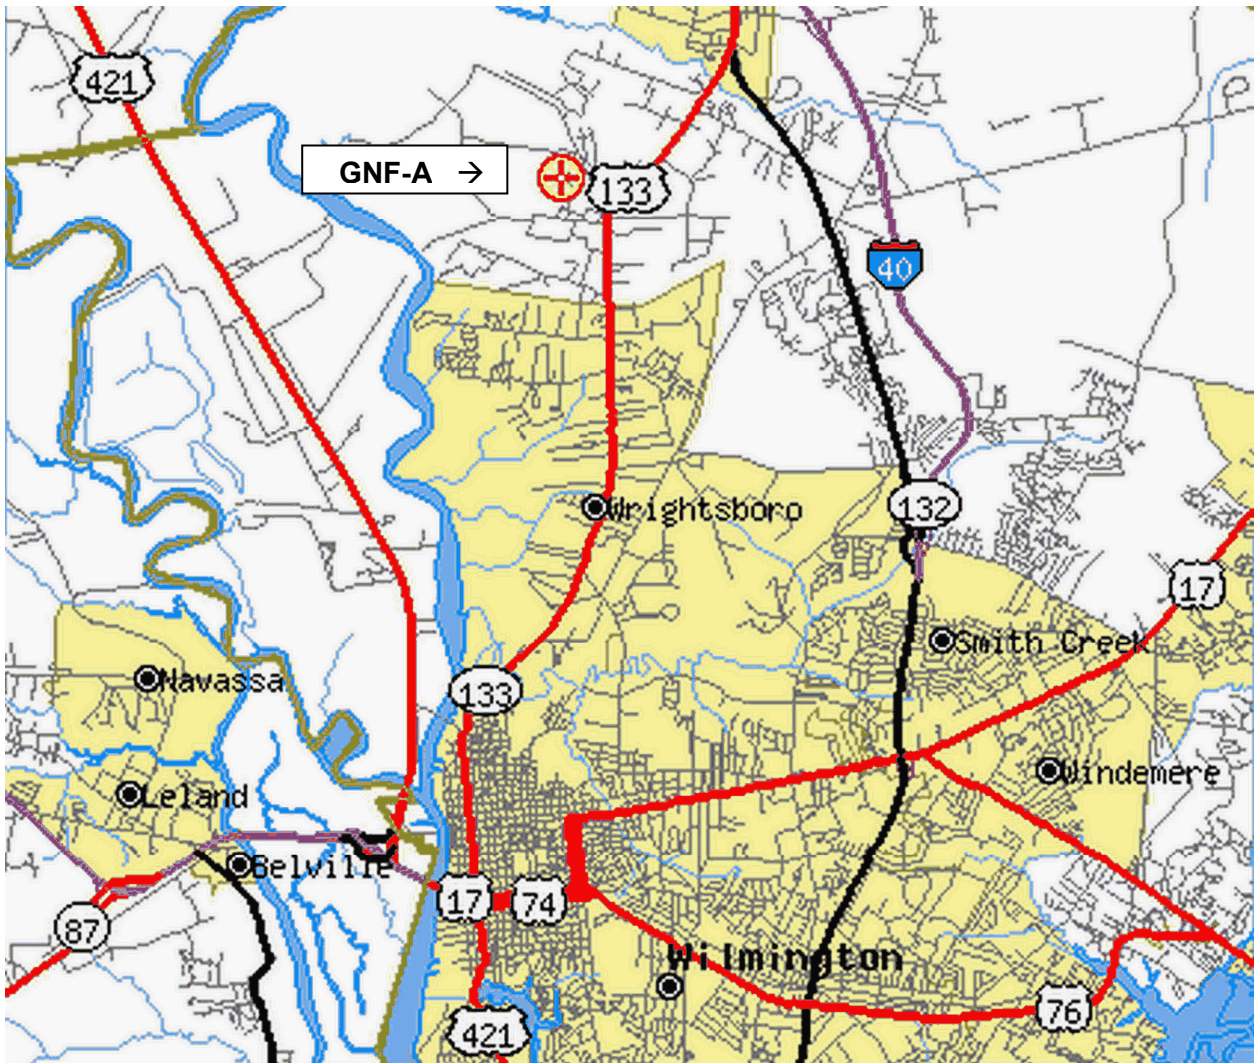 421
GNF-A →
133
40
Wrightsboro
132
17
Smith Creek
Navassa
133
Windemere
Leland
Belville
17
74
87
Wilmington
76
421